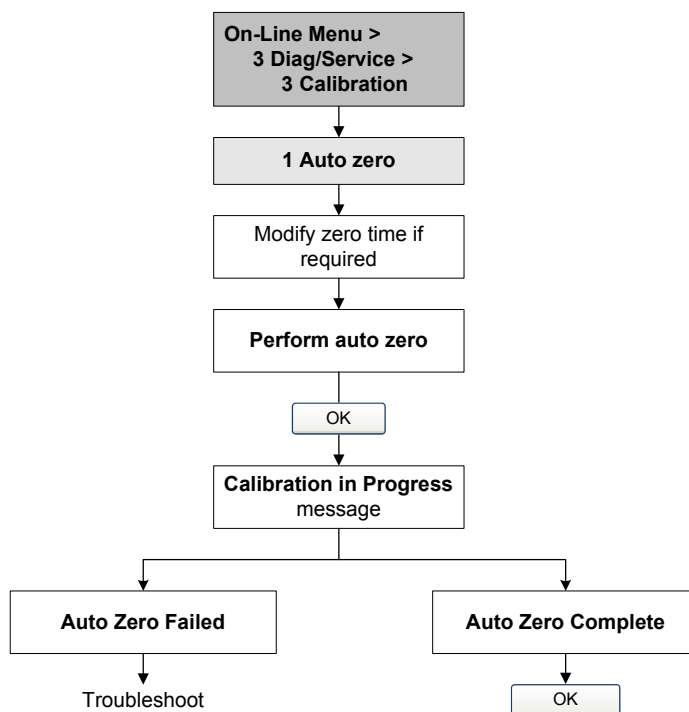 On-Line Menu >
3 Diag/Service >
3 Calibration
1 Auto zero
Modify zero time if
required
Perform auto zero
OK
Calibration in Progress
message
Auto Zero Failed
Auto Zero Complete
Troubleshoot
OK